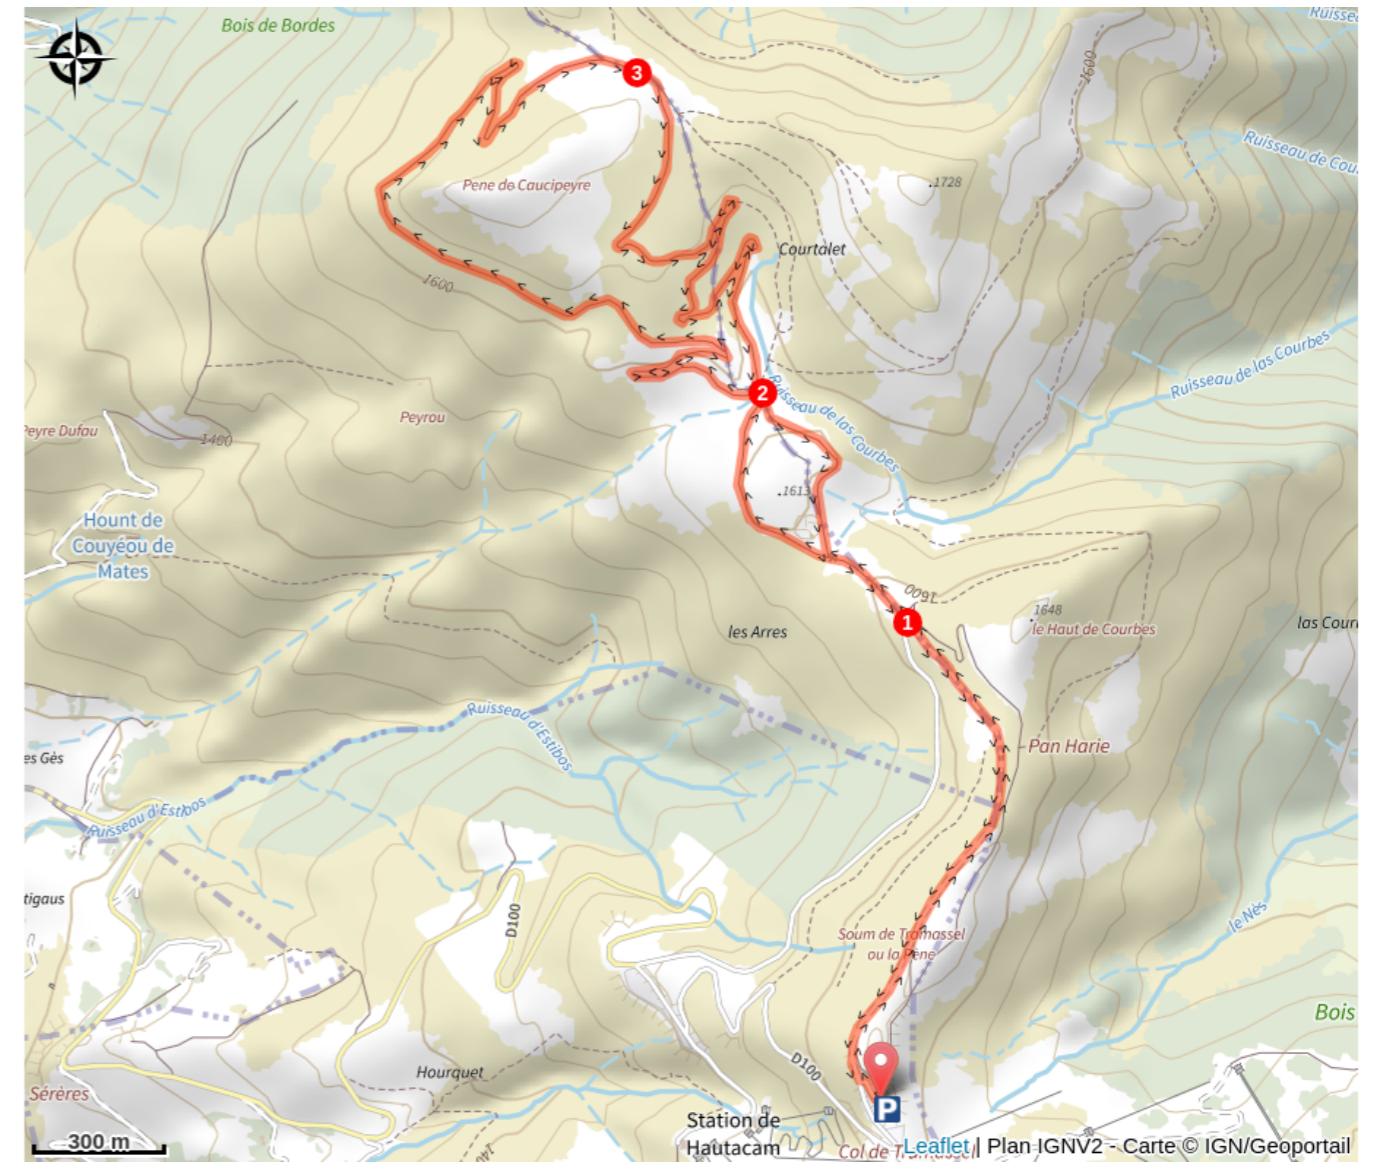 Bois de Bordes
Ruisse
1600
3
Ruisseau de Cou
Pene de Caucipeyre
.1728
Courtalet
1600
Ruisseau de las Courbes
2
Ruisseau de las Courbes
Peyrou
Peyre Dufau
1400
.1613
Hount de
Couyéou de
Mates
1600
1648
1
le Haut de Courbes
les Arres
las Cour
Ruisseau d'Estibos
Pan Harie
es Gès
Ruisseau d'Estibos
tigaus
D100
le Nès
Soum de Tramassel
ou la Pène
Bois
D100
Hourquet
Sérères
P
Station de
Hautacam
300 m
Col de Tramassel
Leaflet | Plan IGNV2 - Carte © IGN/Geoportail